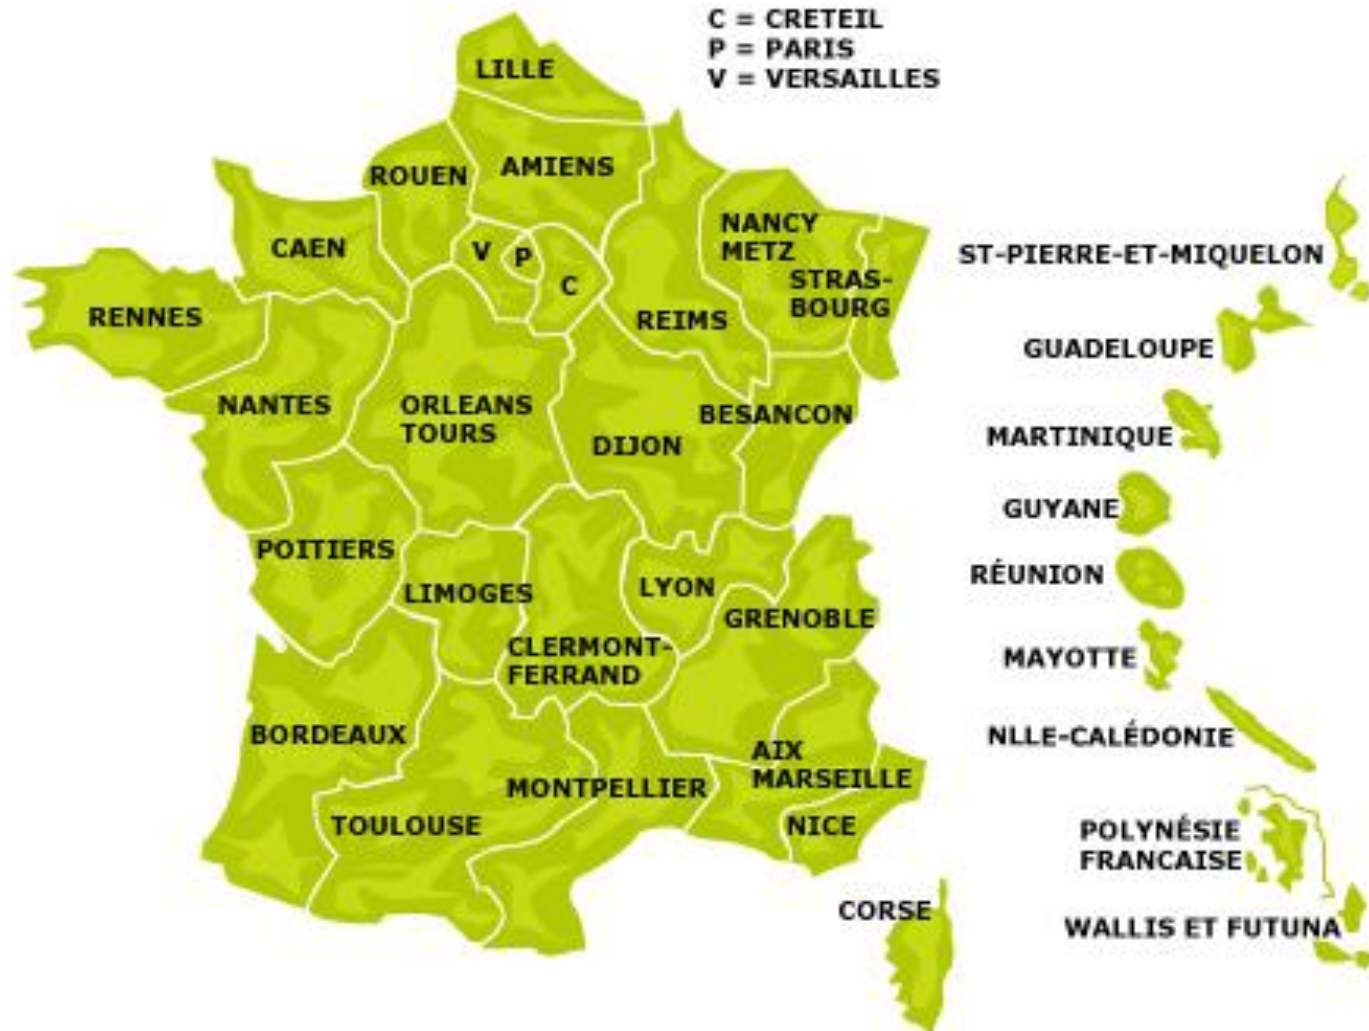 C = CRETEIL
P = PARIS
V = VERSAILLES
LILLE
AMIENS
ROUEN
CAEN
V
P
C
NANCY
METZ
STRAS-
BOURG
REIMS
RENNES
NANTES
ORLEANS
TOURS
BESANCON
DIJON
POITIERS
LIMOGES
LYON
GRENOBLE
CLERMONT-
FERRAND
BORDEAUX
AIX
MARSEILLE
MONTPELLIER
TOULOUSE
NICE
CORSE
ST-PIERRE-ET-MIQUELON
GUADELOUPE
MARTINIQUE
GUYANE
RÉUNION
MAYOTTE
NLLE-CALÉDONIE
POLYNÉSIE
FRANCAISE
WALLIS ET FUTUNA